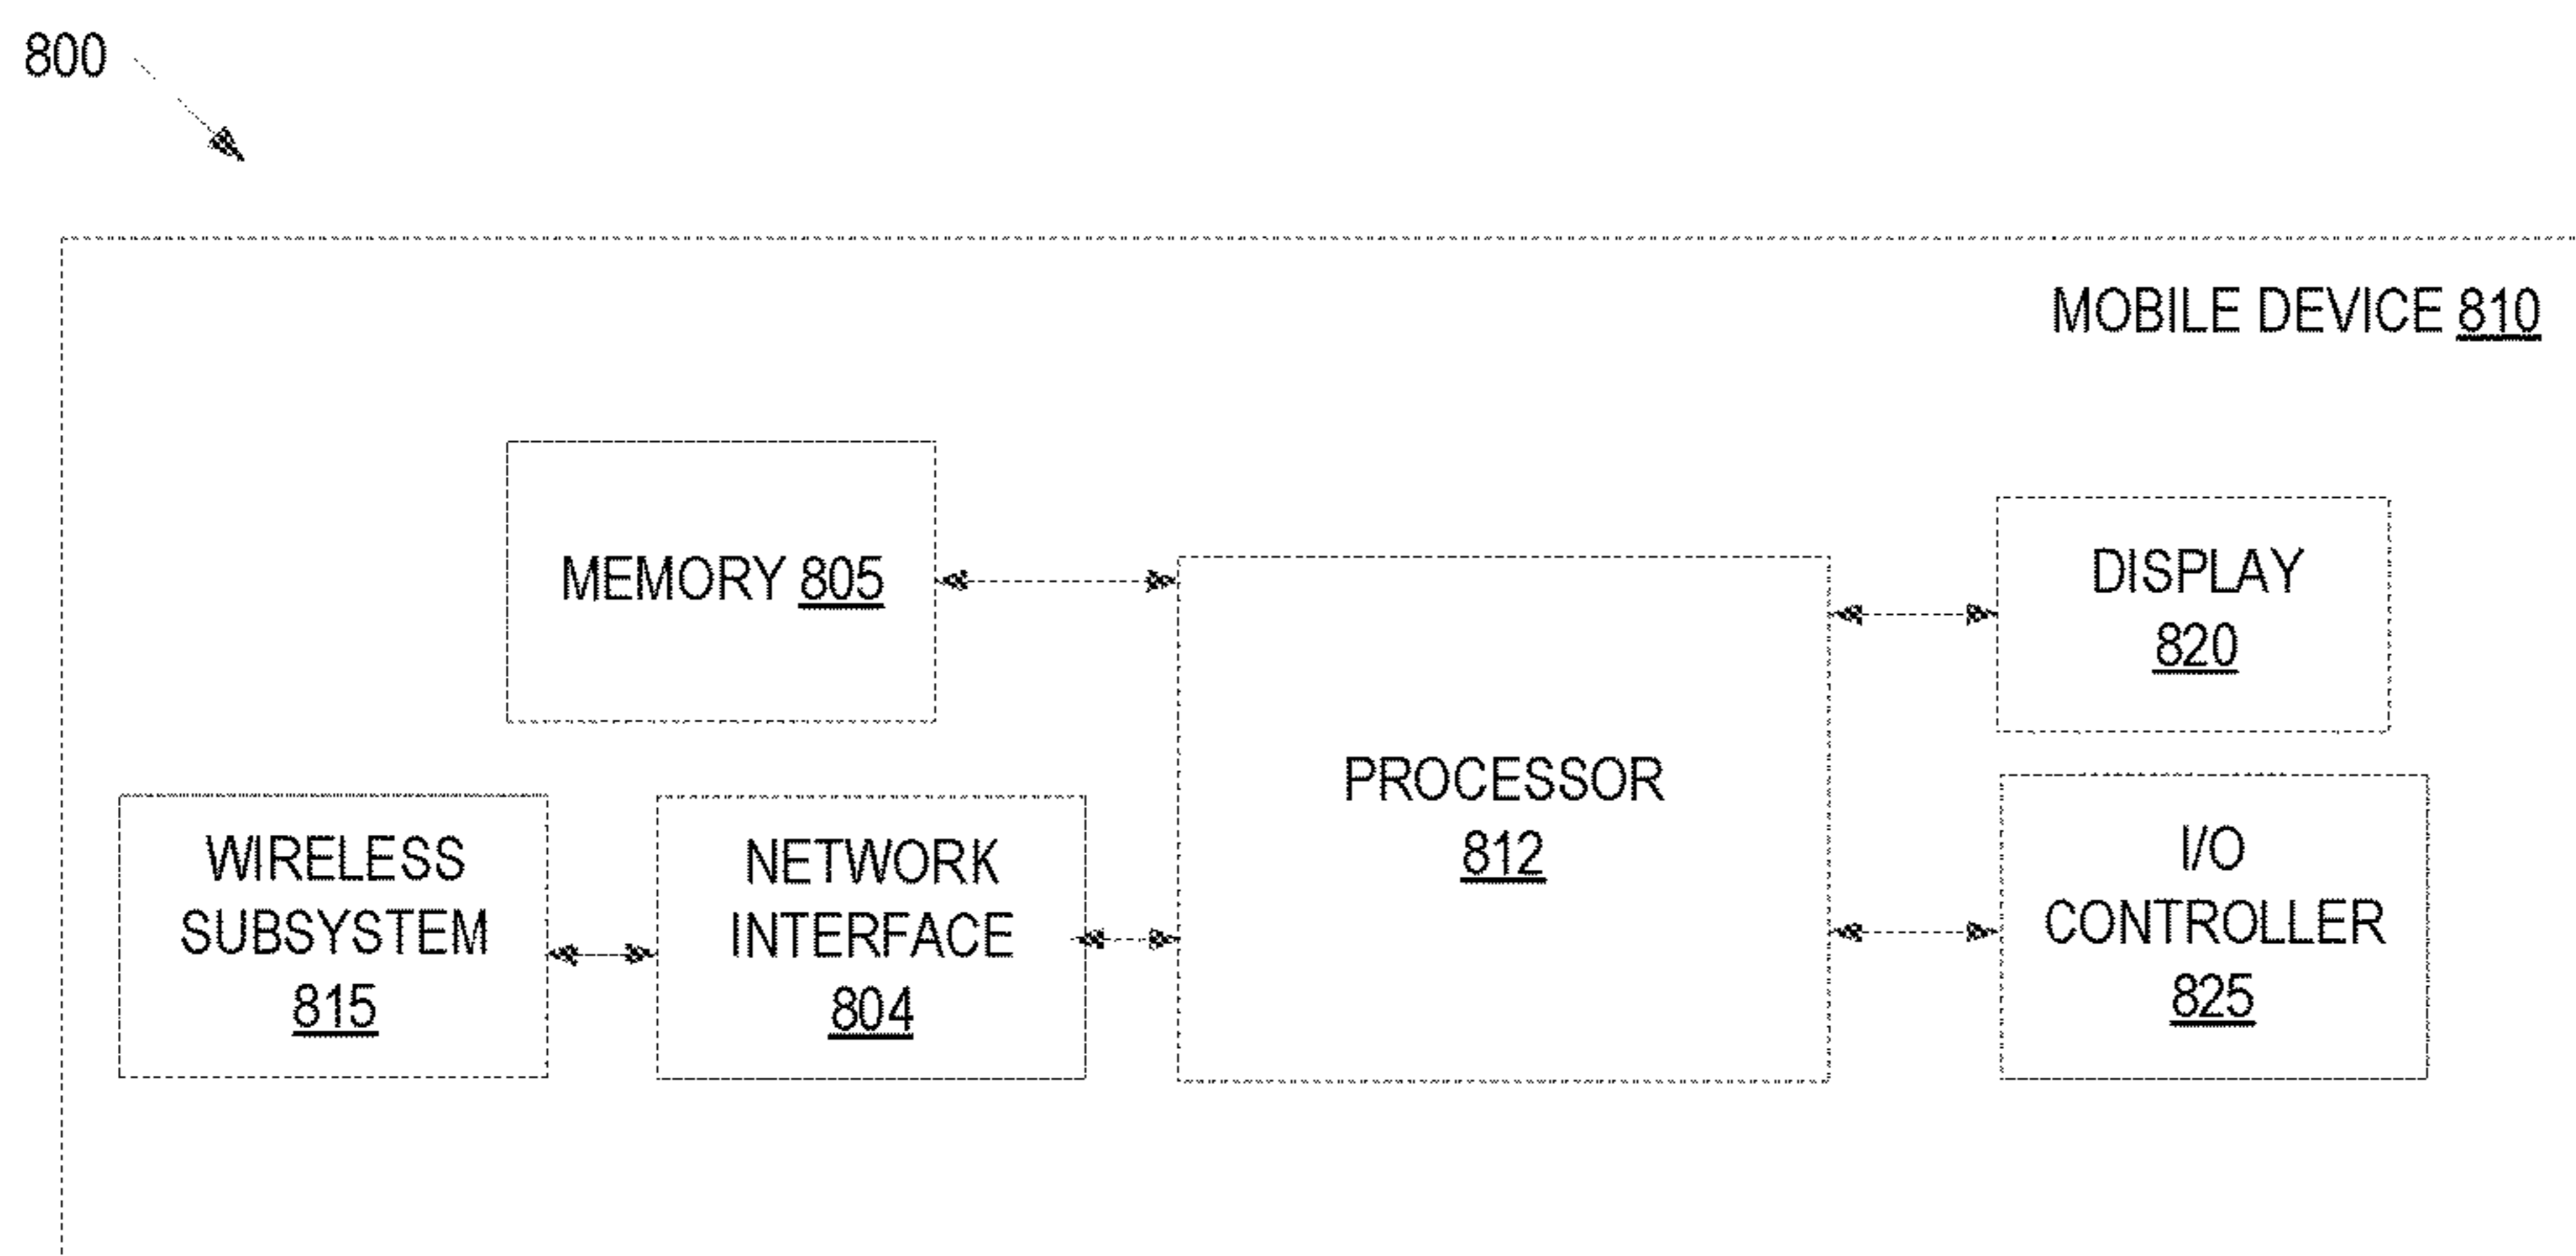 800
MOBILE DEVICE 810
MEMORY 805
DISPLAY
820
PROCESSOR
812
WIRELESS
SUBSYSTEM
815
NETWORK
INTERFACE
804
I/O
CONTROLLER
825